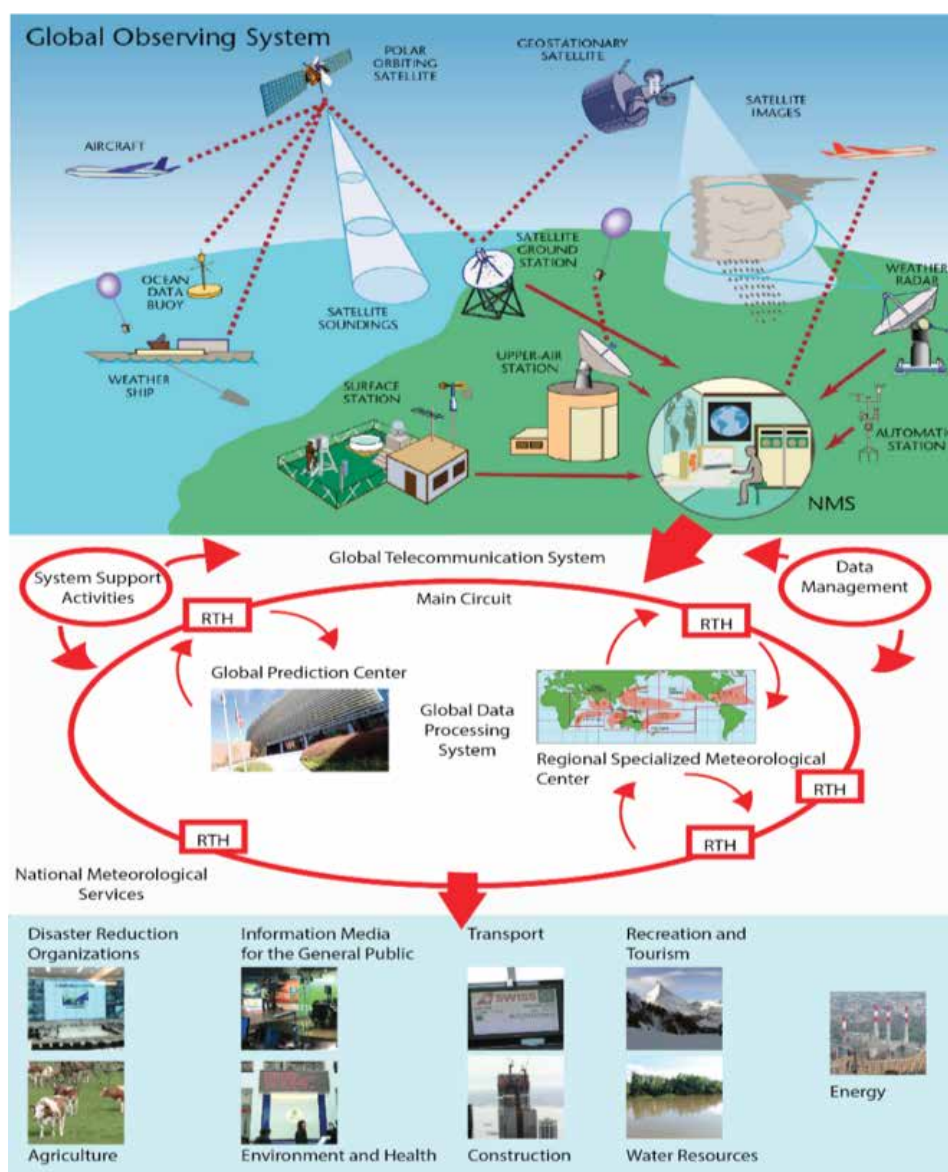 Global Observing System
POLAR
ORBITING
SATELLITE
GEOSTATIONARY
SATELLITE
SATELLITE
IMAGES
AIRCRAFT
OCEAN
DATA
BUOY
SATELLITE
GROUND
STATION
WEATHER
RADAR
SATELLITE
SOUNDINGS
WEATHER
SHIP
UPPER-AIR
STATION
SURFACE
STATION
AUTOMATIC
STATION
NMS
Global Telecommunication System
System Support
Activities
Data
Management
Main Circuit
RTH
RTH
Global Prediction Center
Global Data
Processing
System
Regional Specialized Meteorological
Center
RTH
RTH
RTH
National Meteorological
Services
Disaster Reduction
Organizations
Information Media
for the General Public
Transport
Recreation and
Tourism
SWISS
Energy
Agriculture
Environment and Health
Construction
Water Resources